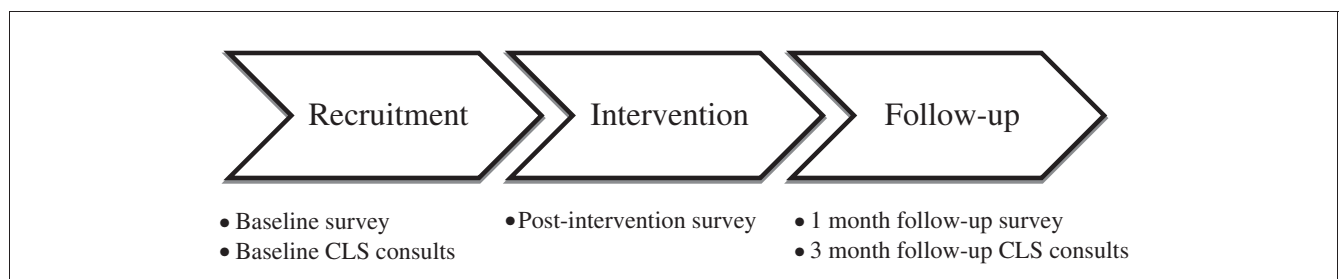 Recruitment Intervention Follow-up
• Baseline survey
• Baseline CLS consults
•Post-intervention survey
• 1 month follow-up survey
• 3 month follow-up CLS consults